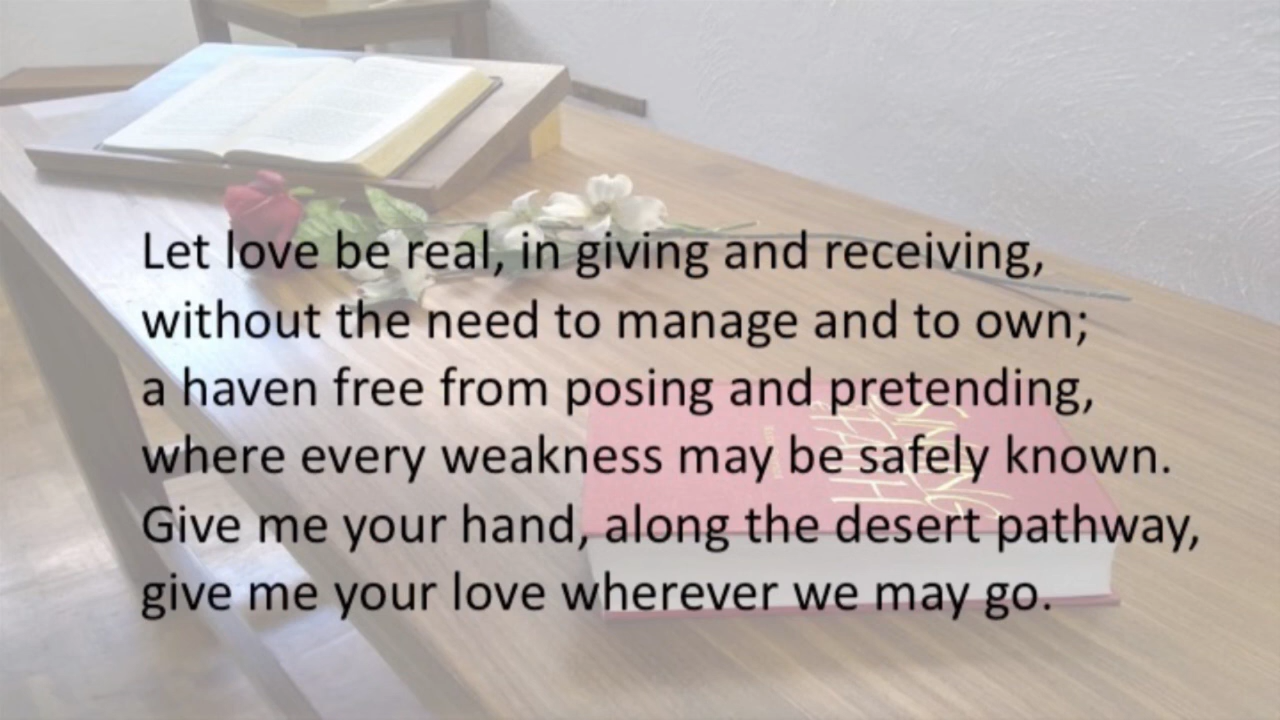 Let love be real, in giving and receiving,
without the need to manage and to own;
a haven free from posing and pretending,
where every weakness may be safely known.
Give me your hand, along the desert pathway,
give me your love wherever we may go.